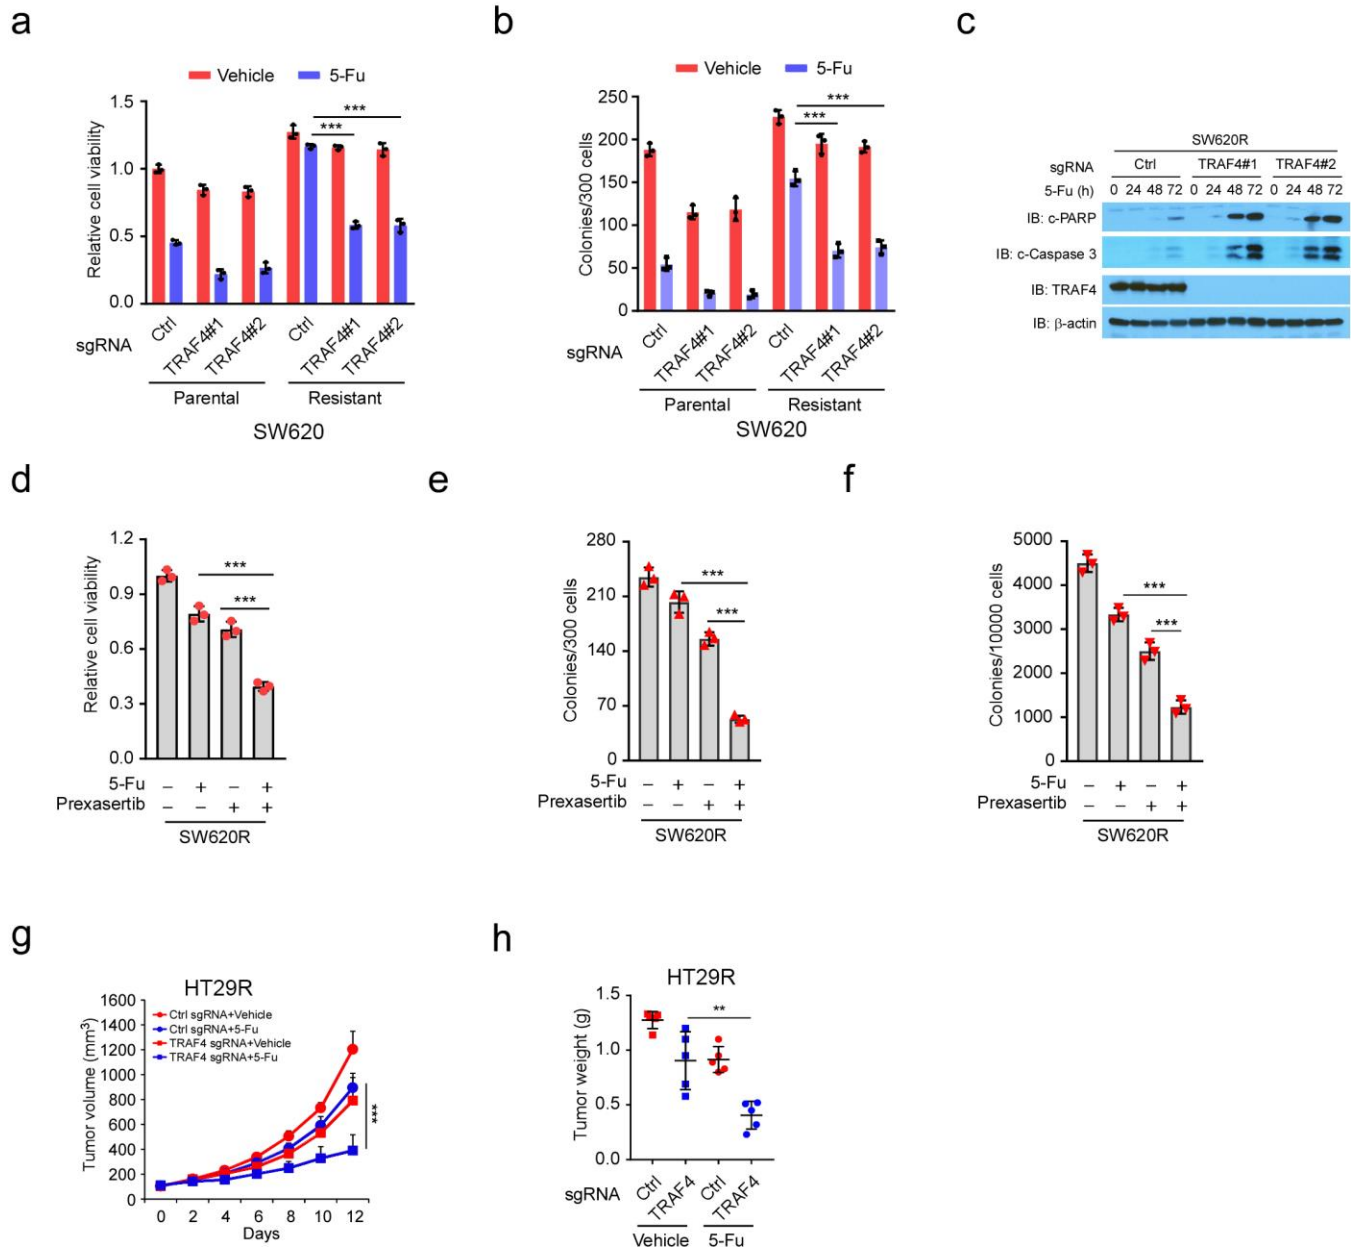 a
Vehicle 5-Fu
Relative cell viability
1.5
1.0
0.5
0.0
*** ***
sgRNA
Ctrl TRAF4#1 TRAF4#2 Ctrl TRAF4#1 TRAF4#2
Parental Resistant
SW620
b
Vehicle 5-Fu
Colonies/300 cells
250
200
150
100
50
0
*** ***
sgRNA
Ctrl TRAF4#1 TRAF4#2 Ctrl TRAF4#1 TRAF4#2
Parental Resistant
SW620
c
SW620R
sgRNA Ctrl TRAF4#1 TRAF4#2
5-Fu (h) 0 24 48 72 0 24 48 72 0 24 48 72
IB: c-PARP
IB: c-Caspase 3
IB: TRAF4
IB: β-actin
d
Relative cell viability
1.2
0.9
0.6
0.3
0.0
***
***
5-Fu – + – +
Prexasertib – – + +
SW620R
e
Colonies/300 cells
280
210
140
70
0
***
***
5-Fu – + – +
Prexasertib – – + +
SW620R
f
Colonies/10000 cells
5000
4000
3000
2000
1000
0
***
***
5-Fu – + – +
Prexasertib – – + +
SW620R
g
HT29R
Tumor volume (mm³)
1600
1400
1200
1000
800
600
400
200
0
Ctrl sgRNA+Vehicle
Ctrl sgRNA+5-Fu
TRAF4 sgRNA+Vehicle
TRAF4 sgRNA+5-Fu
***
0 2 4 6 8 10 12
Days
h
HT29R
Tumor weight (g)
1.5
1.0
0.5
0.0
**
sgRNA
Ctrl TRAF4 Ctrl TRAF4
Vehicle 5-Fu